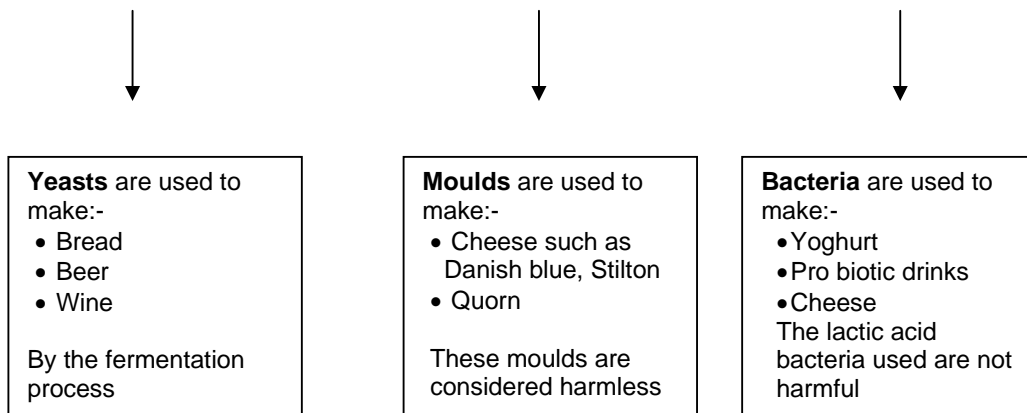 Yeasts are used to
make:-
• Bread
• Beer
• Wine
By the fermentation
process
Moulds are used to
make:-
• Cheese such as
Danish blue, Stilton
• Quorn
These moulds are
considered harmless
Bacteria are used to
make:-
•Yoghurt
•Pro biotic drinks
•Cheese
The lactic acid
bacteria used are not
harmful